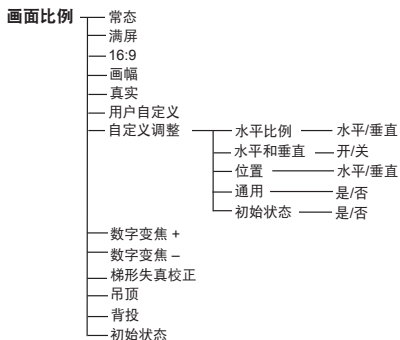 画面比例 常态
满屏
16:9
画幅
真实
用户自定义
自定义调整 水平比例 水平/垂直
水平和垂直 开/关
位置 水平/垂直
通用 是/否
初始状态 是/否
数字变焦 +
数字变焦 –
梯形失真校正
吊顶
背投
初始状态